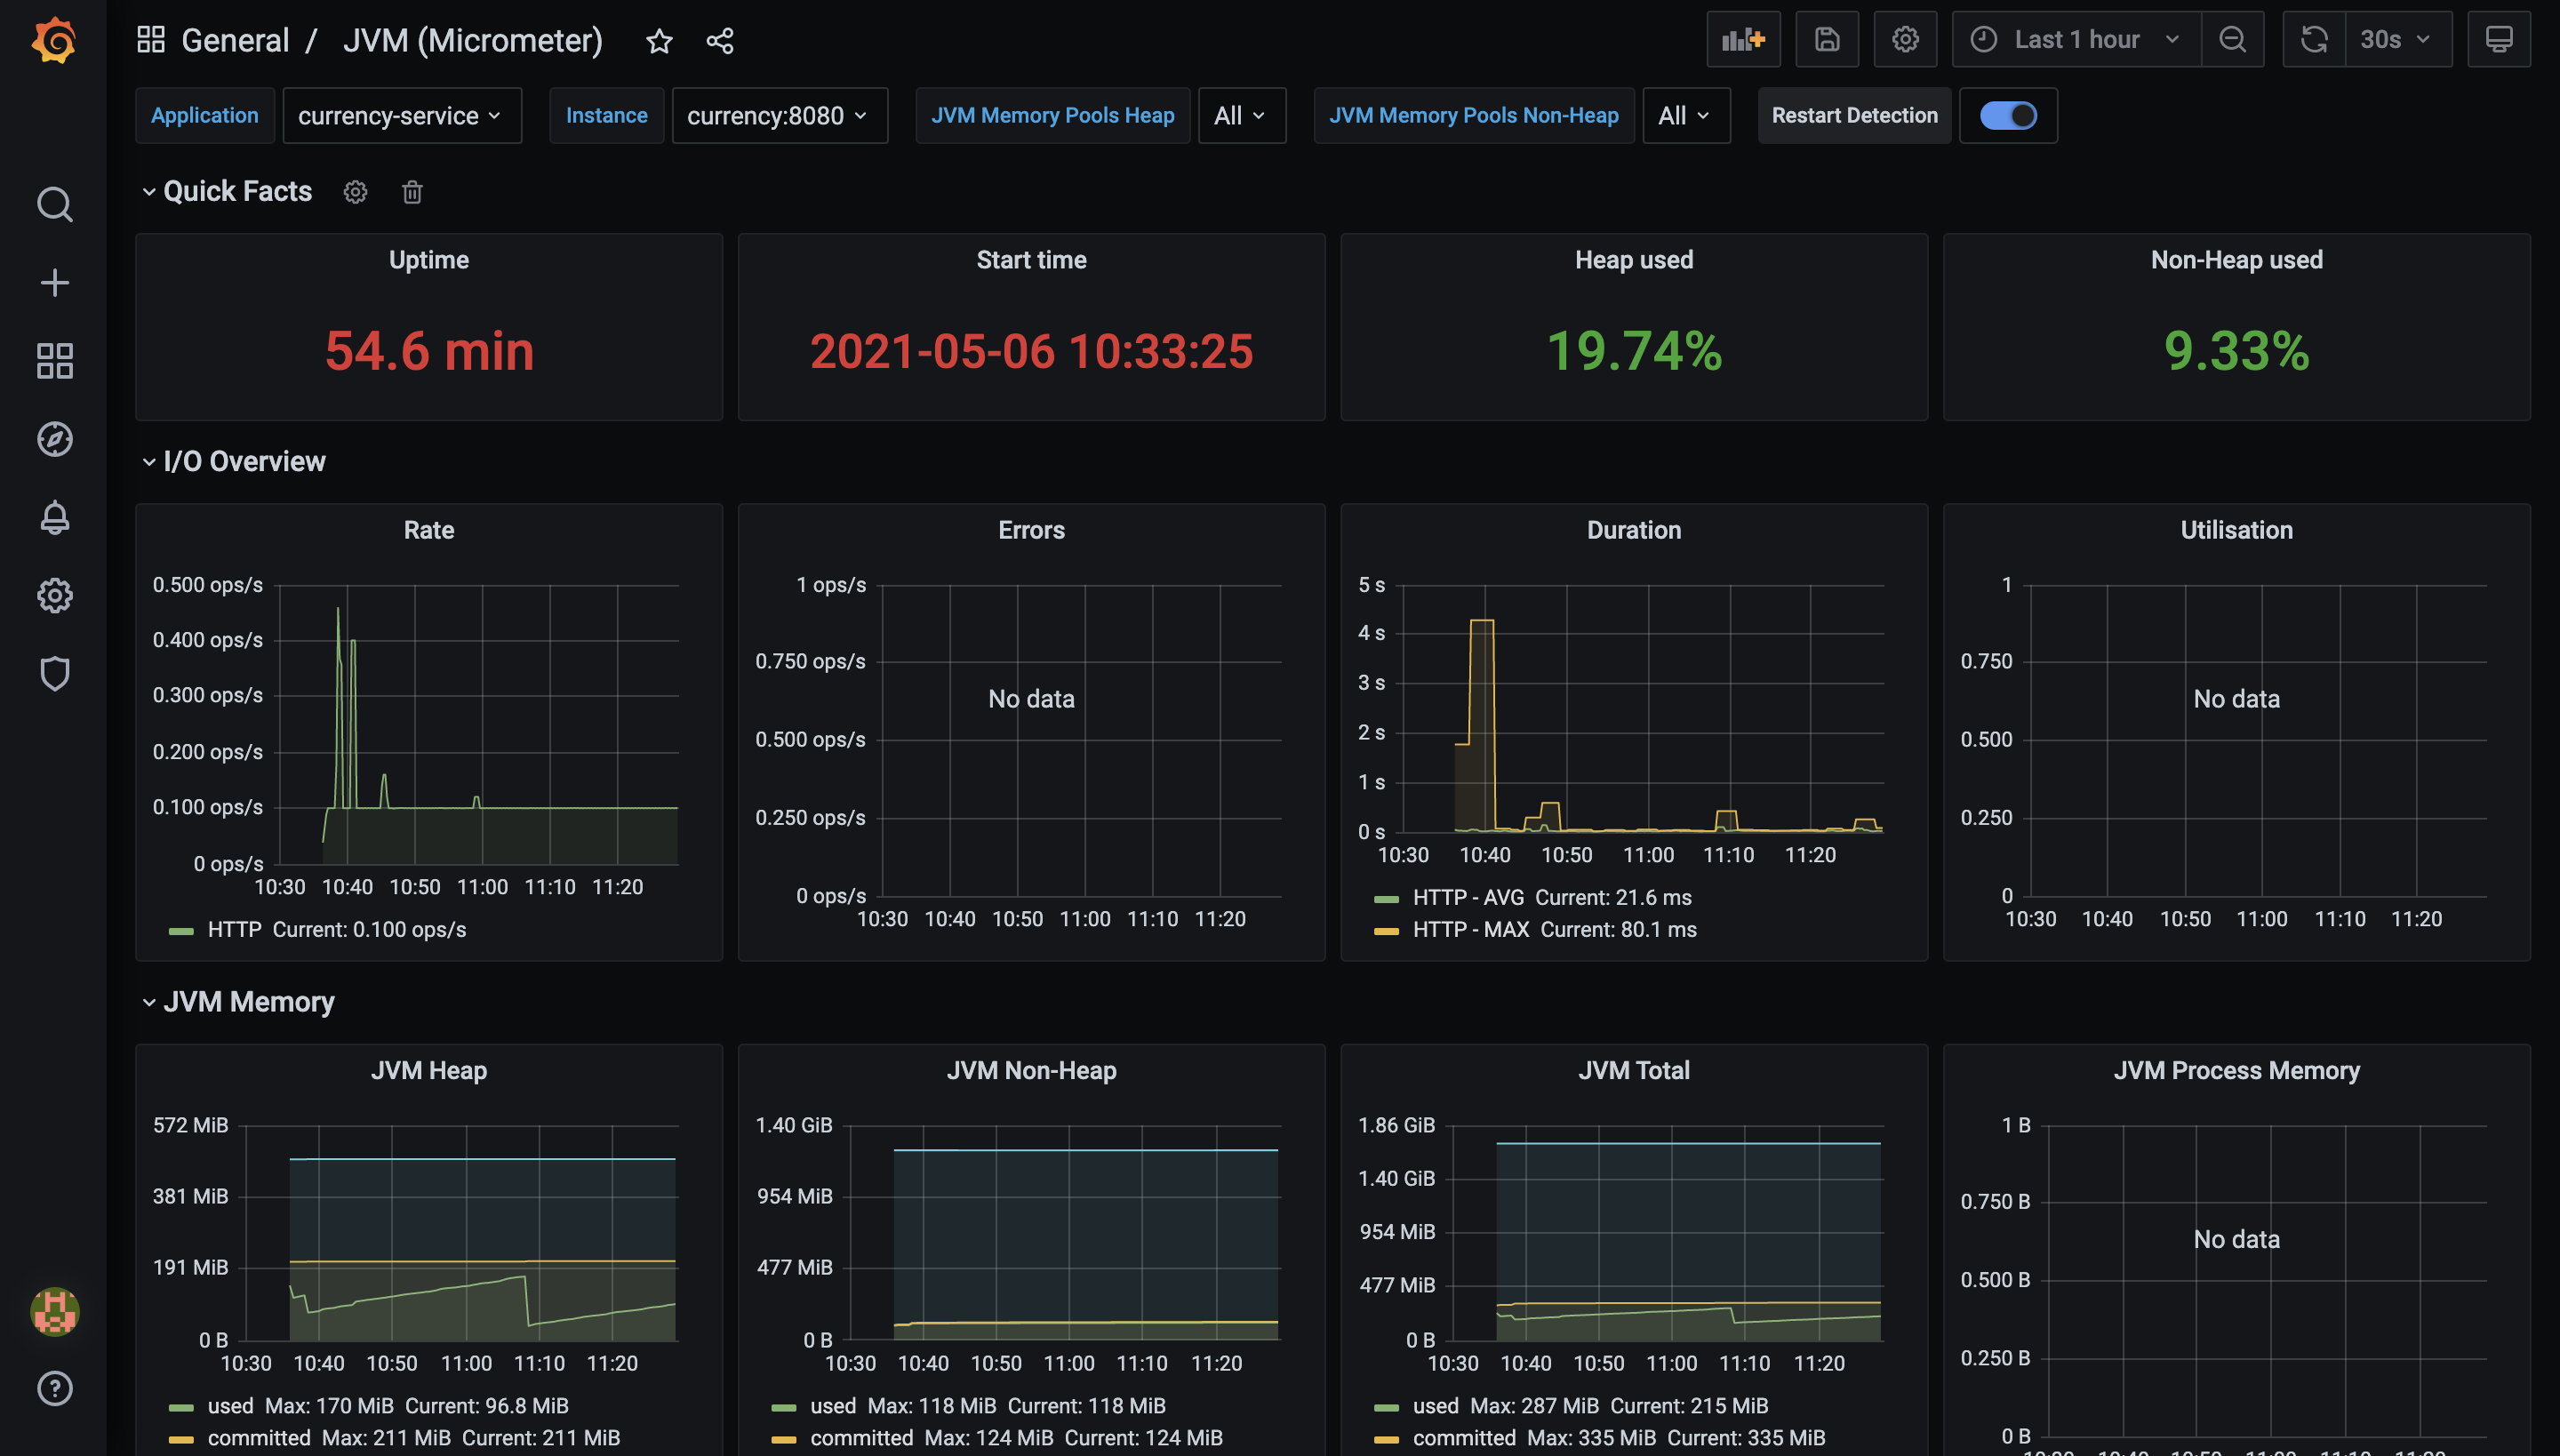 General / JVM (Micrometer)
Last 1 hour
30s
Application
currency-service
Instance
currency:8080
JVM Memory Pools Heap
All
JVM Memory Pools Non-Heap
All
Restart Detection
Quick Facts
Uptime
54.6 min
Start time
2021-05-06 10:33:25
Heap used
19.74%
Non-Heap used
9.33%
I/O Overview
Rate
0.500 ops/s
0.400 ops/s
0.300 ops/s
0.200 ops/s
0.100 ops/s
0 ops/s
10:30 10:40 10:50 11:00 11:10 11:20
HTTP Current: 0.100 ops/s
Errors
1 ops/s
0.750 ops/s
No data
0.500 ops/s
0.250 ops/s
0 ops/s
10:30 10:40 10:50 11:00 11:10 11:20
Duration
5 s
4 s
3 s
2 s
1 s
0 s
10:30 10:40 10:50 11:00 11:10 11:20
HTTP - AVG Current: 21.6 ms
HTTP - MAX Current: 80.1 ms
Utilisation
1
0.750
No data
0.500
0.250
0
10:30 10:40 10:50 11:00 11:10 11:20
JVM Memory
JVM Heap
572 MiB
381 MiB
191 MiB
0 B
10:30 10:40 10:50 11:00 11:10 11:20
used Max: 170 MiB Current: 96.8 MiB
committed Max: 211 MiB Current: 211 MiB
JVM Non-Heap
1.40 GiB
954 MiB
477 MiB
0 B
10:30 10:40 10:50 11:00 11:10 11:20
used Max: 118 MiB Current: 118 MiB
committed Max: 124 MiB Current: 124 MiB
JVM Total
1.86 GiB
1.40 GiB
954 MiB
477 MiB
0 B
10:30 10:40 10:50 11:00 11:10 11:20
used Max: 287 MiB Current: 215 MiB
committed Max: 335 MiB Current: 335 MiB
JVM Process Memory
1 B
0.750 B
No data
0.500 B
0.250 B
0 B